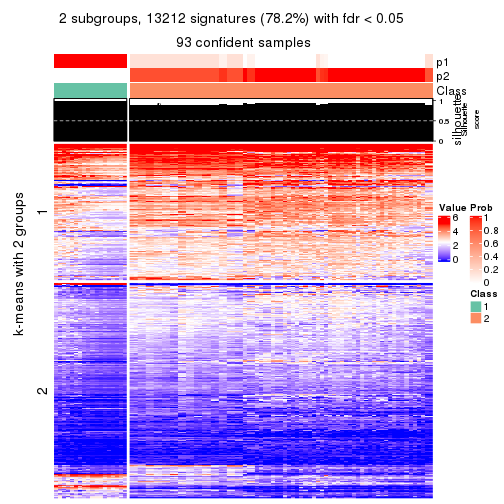 2 subgroups, 13212 signatures (78.2%) with fdr < 0.05
93 confident samples
p1
p2
Class
1
0.5
0
silhouette
Silhouette
score
k-means with 2 groups
1
2
Value
6
4
2
0
Prob
1
0.8
0.6
0.4
0.2
0
Class
1
2